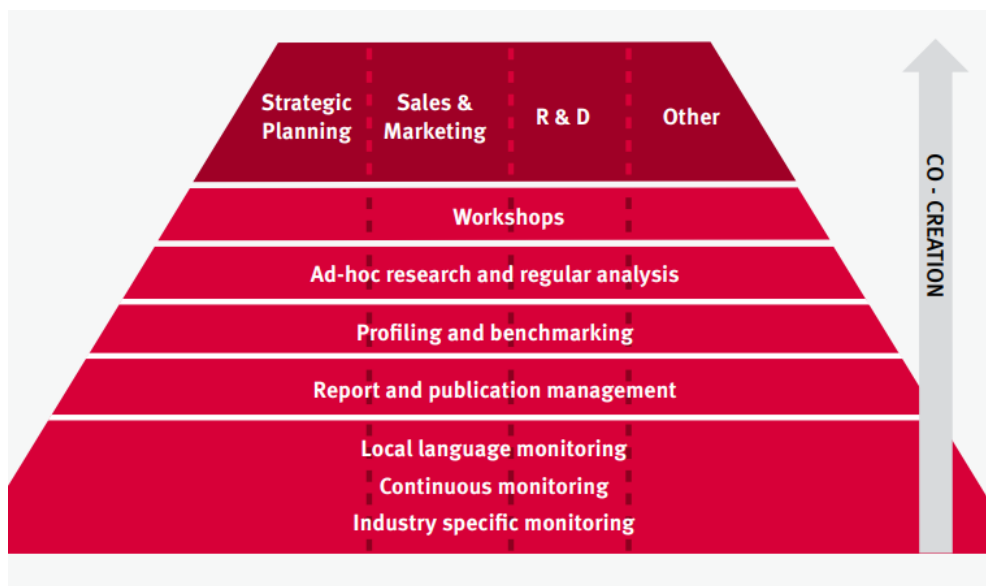 Strategic
Planning
Sales &
Marketing
R & D
Other
Workshops
Ad-hoc research and regular analysis
Profiling and benchmarking
Report and publication management
Local language monitoring
Continuous monitoring
Industry specific monitoring
CO - CREATION